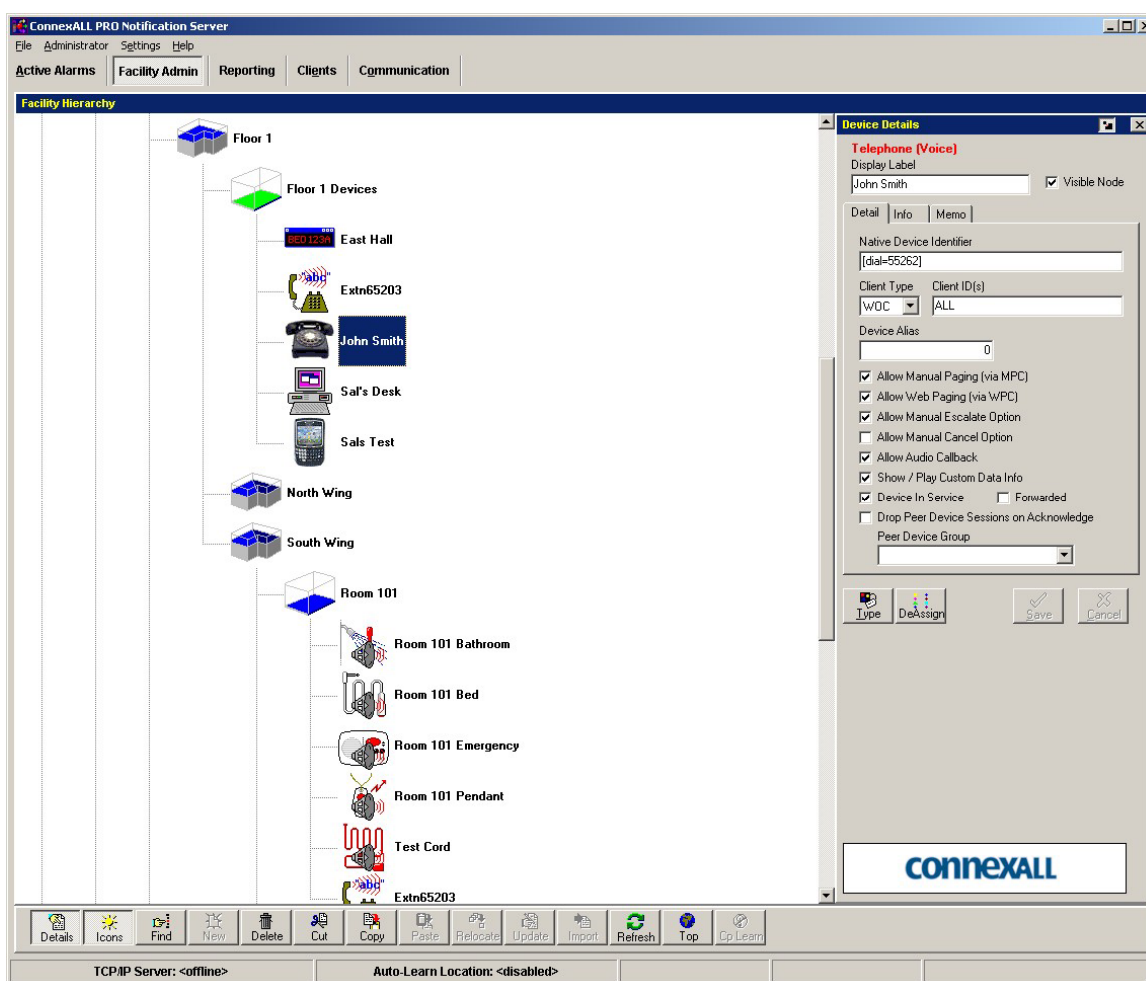 ConnexALL PRO Notification Server
File Administrator Settings Help
Active Alarms Facility Admin Reporting Clients Communication
Facility Hierarchy
Floor 1
Floor 1 Devices
BED123A East Hall
"abc" Extn65203
John Smith
Sal's Desk
Sals Test
North Wing
South Wing
Room 101
Room 101 Bathroom
Room 101 Bed
Room 101 Emergency
Room 101 Pendant
Test Cord
"abc" Extn65203
Device Details
Telephone (Voice)
Display Label
John Smith Visible Node
Detail Info Memo
Native Device Identifier
[dial=55262]
Client Type Client ID(s)
WOC ALL
Device Alias
0
Allow Manual Paging (via MPC)
Allow Web Paging (via WPC)
Allow Manual Escalate Option
Allow Manual Cancel Option
Allow Audio Callback
Show / Play Custom Data Info
Device In Service Forwarded
Drop Peer Device Sessions on Acknowledge
Peer Device Group
Type DeAssign Save Cancel
connexALL
Details Icons Find New Delete Cut Copy Paste Relocate Update Import Refresh Top Cp Learn
TCP/IP Server: <offline> Auto-Learn Location: <disabled>